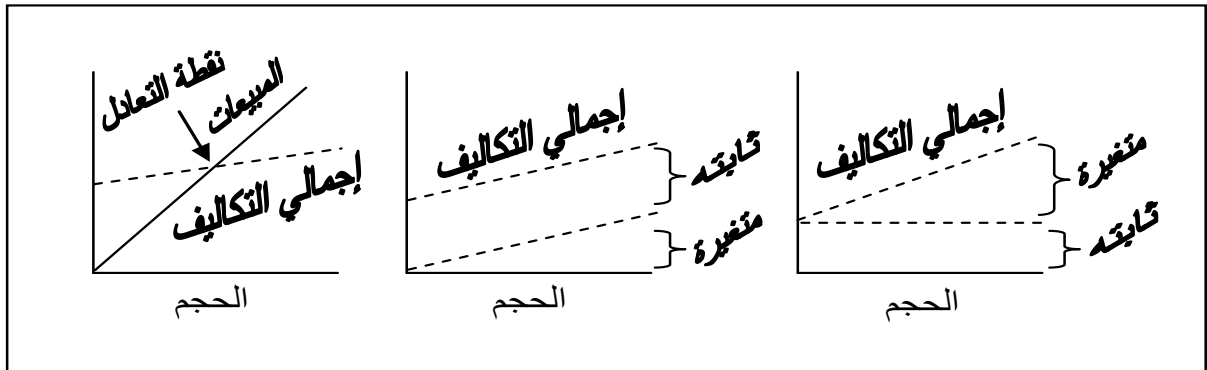 إجمالي التكاليف
متغيرة
ثابته
الحجم
إجمالي التكاليف
ثابته
متغيرة
الحجم
نقطة التعادل
المبيعات
إجمالي التكاليف
الحجم